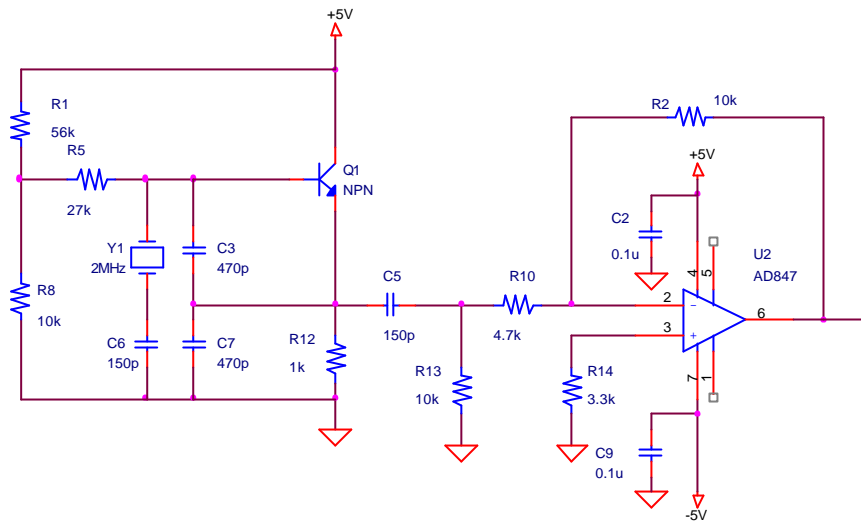 +5V
R1
56k
R5
27k
Q1
NPN
R2
10k
+5V
Y1
2MHz
C3
470p
C5
150p
R10
4.7k
C2
0.1u
4
5
U2
AD847
2
3
6
R8
10k
C6
150p
C7
470p
R12
1k
R13
10k
R14
3.3k
7
1
C9
0.1u
-5V